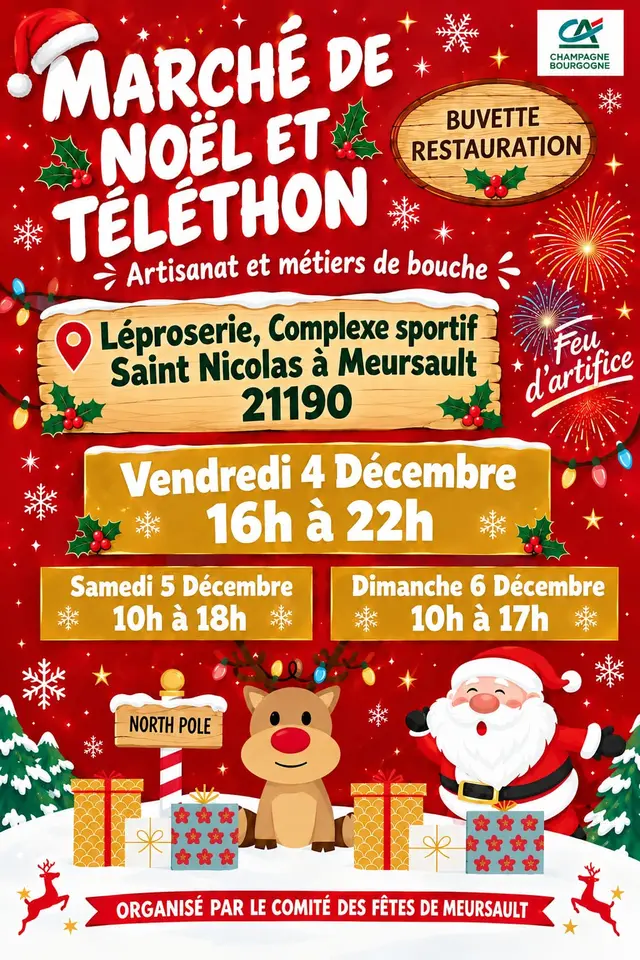 MARCHÉ DE
NOËL ET
TÉLÉTHON
Artisanat et métiers de bouche
CA
CHAMPAGNE
BOURGOGNE
BUVETTE
RESTAURATION
Léproserie, Complexe sportif
Saint Nicolas à Meursault
21190
Feu
d'artifice
Vendredi 4 Décembre
16h à 22h
Samedi 5 Décembre
10h à 18h
Dimanche 6 Décembre
10h à 17h
NORTH POLE
ORGANISÉ PAR LE COMITÉ DES FÊTES DE MEURSAULT